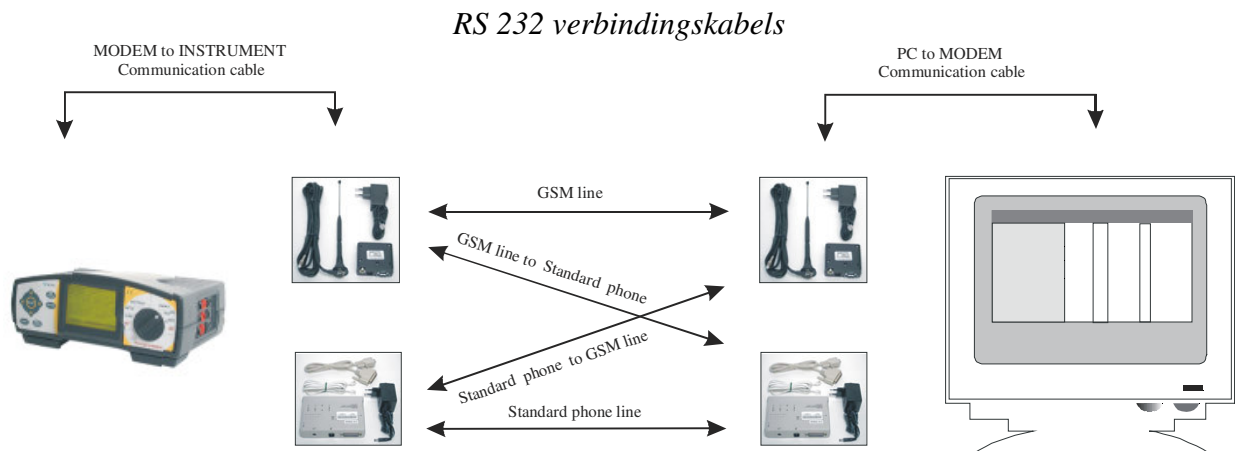 RS 232 verbindingskabels
MODEM to INSTRUMENT
Communication cable
PC to MODEM
Communication cable
GSM line
GSM line to Standard phone
Standard phone to GSM line
Standard phone line